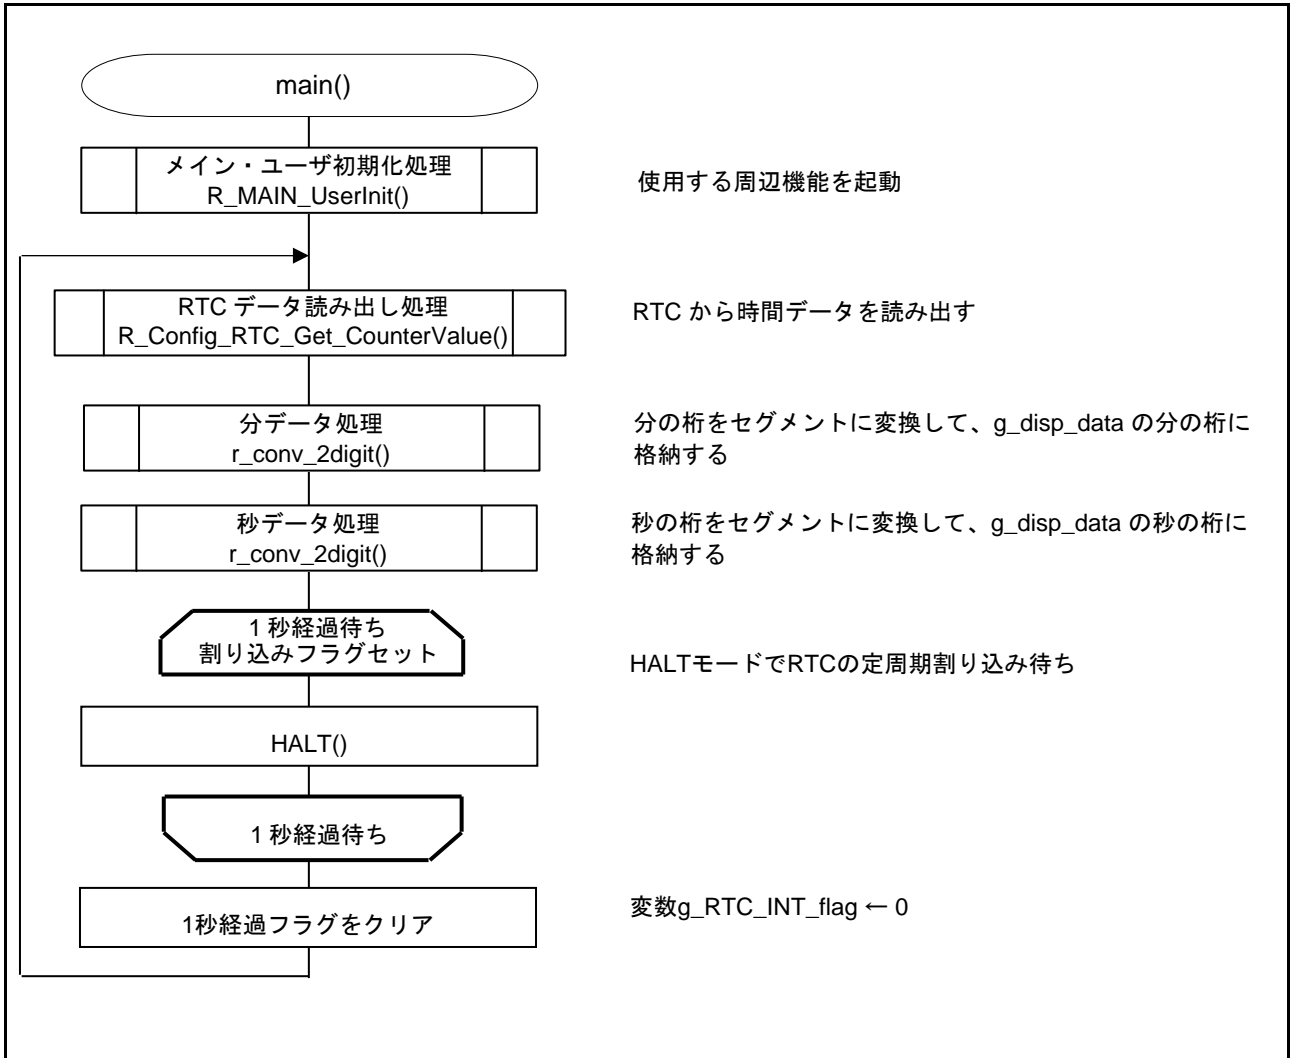 main()
メイン・ユーザ初期化処理
R_MAIN_UserInit()
使用する周辺機能を起動
RTC データ読み出し処理
R_Config_RTC_Get_CounterValue()
RTC から時間データを読み出す
分データ処理
r_conv_2digit()
分の桁をセグメントに変換して、g_disp_data の分の桁に
格納する
秒データ処理
r_conv_2digit()
秒の桁をセグメントに変換して、g_disp_data の秒の桁に
格納する
1 秒経過待ち
割り込みフラグセット
HALTモードでRTCの定周期割り込み待ち
HALT()
1 秒経過待ち
1秒経過フラグをクリア
変数g_RTC_INT_flag ← 0